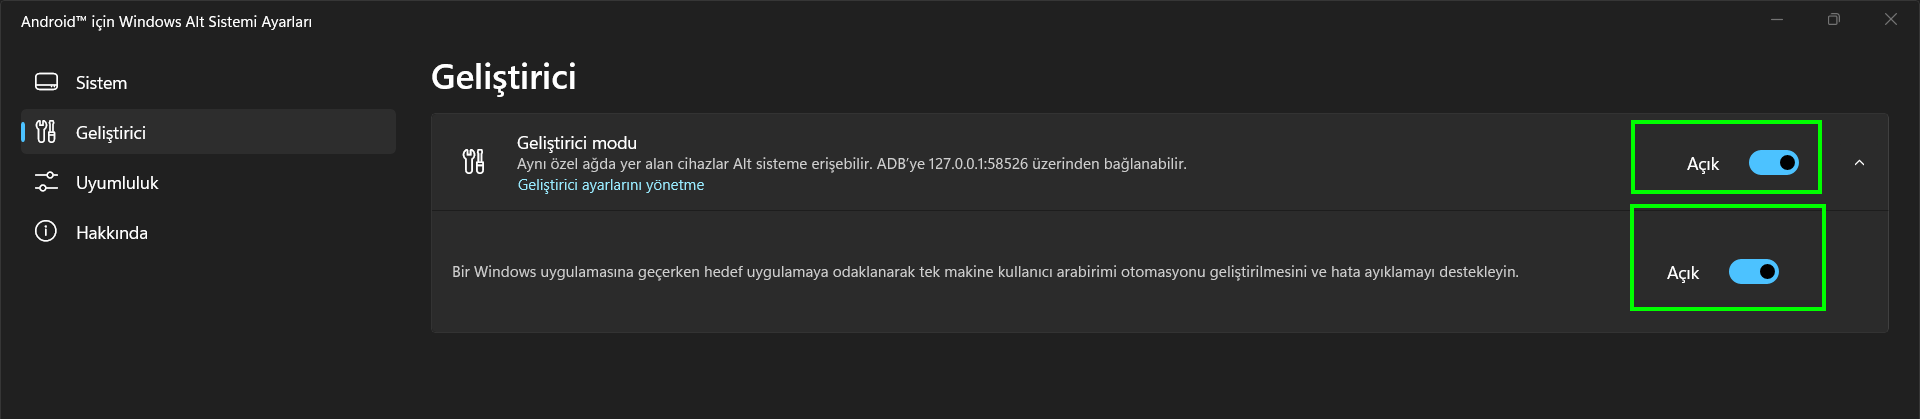 Android™ için Windows Alt Sistemi Ayarları
Sistem
Geliştirici
Uyumluluk
Hakkında
Geliştirici
Geliştirici modu
Aynı özel ağda yer alan cihazlar Alt sisteme erişebilir. ADB'ye 127.0.0.1:58526 üzerinden bağlanabilir.
Geliştirici ayarlarını yönetme
Açık
Bir Windows uygulamasına geçerken hedef uygulamaya odaklanarak tek makine kullanıcı arabirimi otomasyonu geliştirilmesini ve hata ayıklamayı destekleyin.
Açık